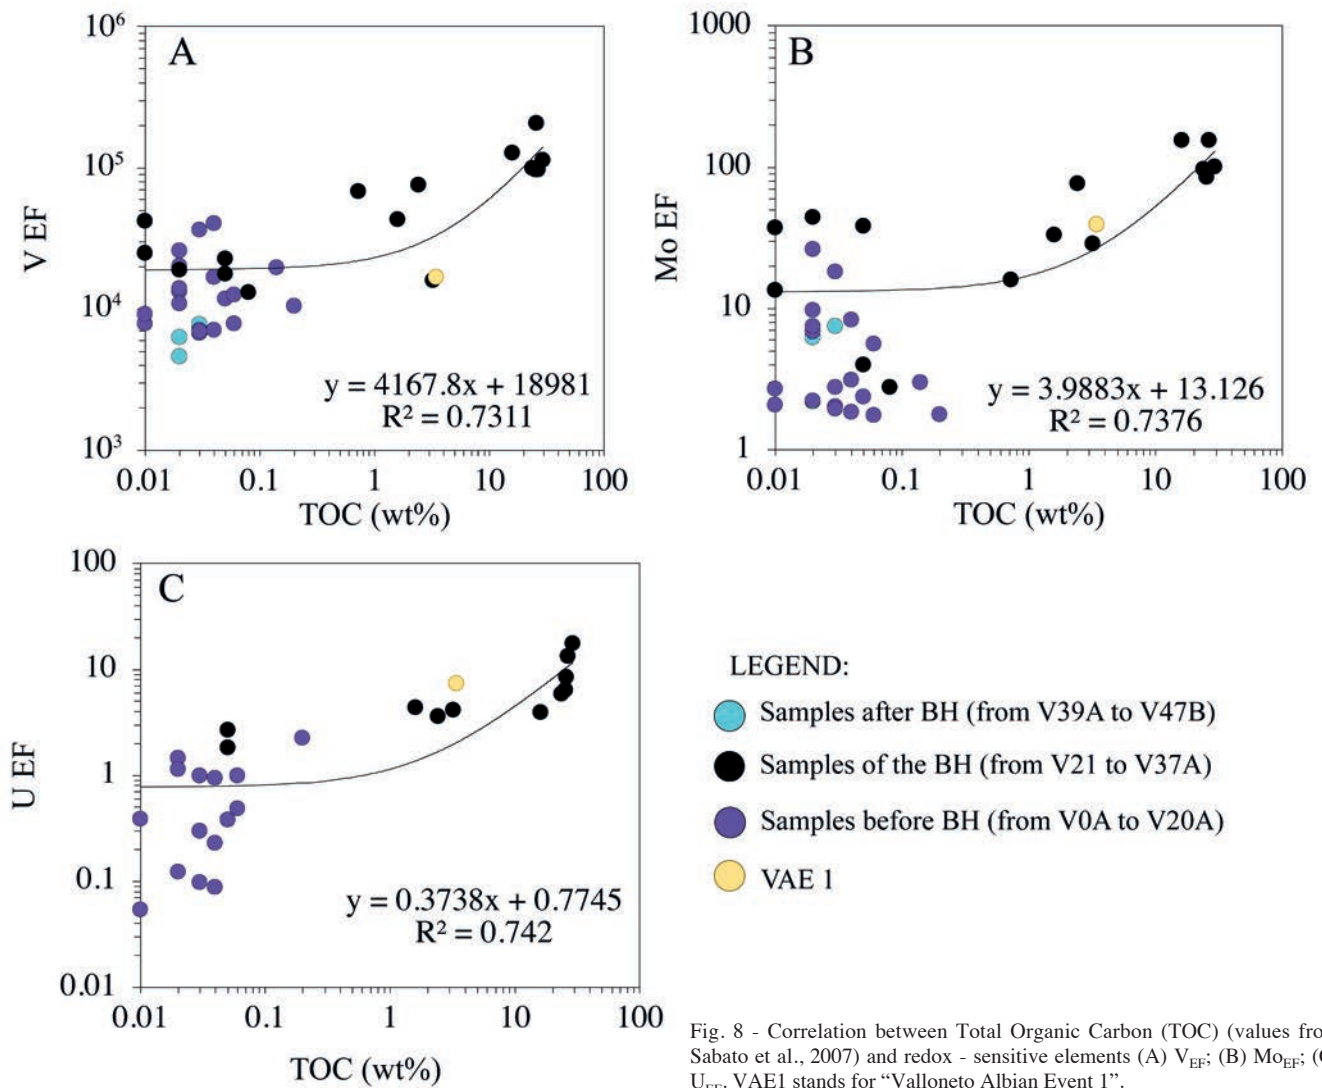 A
10⁶
10⁵
10⁴
10³
V EF
y = 4167.8x + 18981
R² = 0.7311
0.01 0.1 1 10 100
TOC (wt%)
B
1000
100
10
1
Mo EF
y = 3.9883x + 13.126
R² = 0.7376
0.01 0.1 1 10 100
TOC (wt%)
C
100
10
1
0.1
0.01
U EF
y = 0.3738x + 0.7745
R² = 0.742
0.01 0.1 1 10 100
TOC (wt%)
LEGEND:
Samples after BH (from V39A to V47B)
Samples of the BH (from V21 to V37A)
Samples before BH (from V0A to V20A)
VAE 1
Fig. 8 - Correlation between Total Organic Carbon (TOC) (values fro
Sabato et al., 2007) and redox - sensitive elements (A) V_EF; (B) Mo_EF; (
U_EF. VAE1 stands for “Valloneto Albian Event 1”.